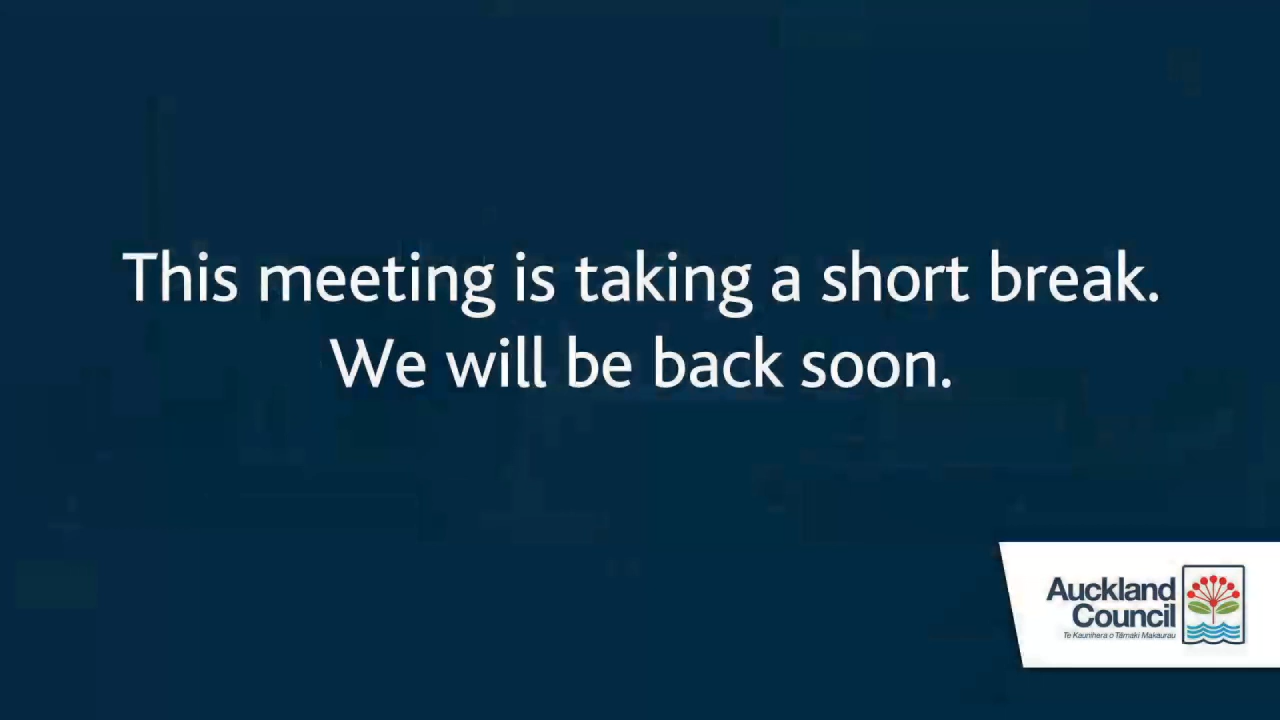 This meeting is taking a short break.
We will be back soon.
Auckland
Council
Te Kaunihera o Tāmaki Makaurau